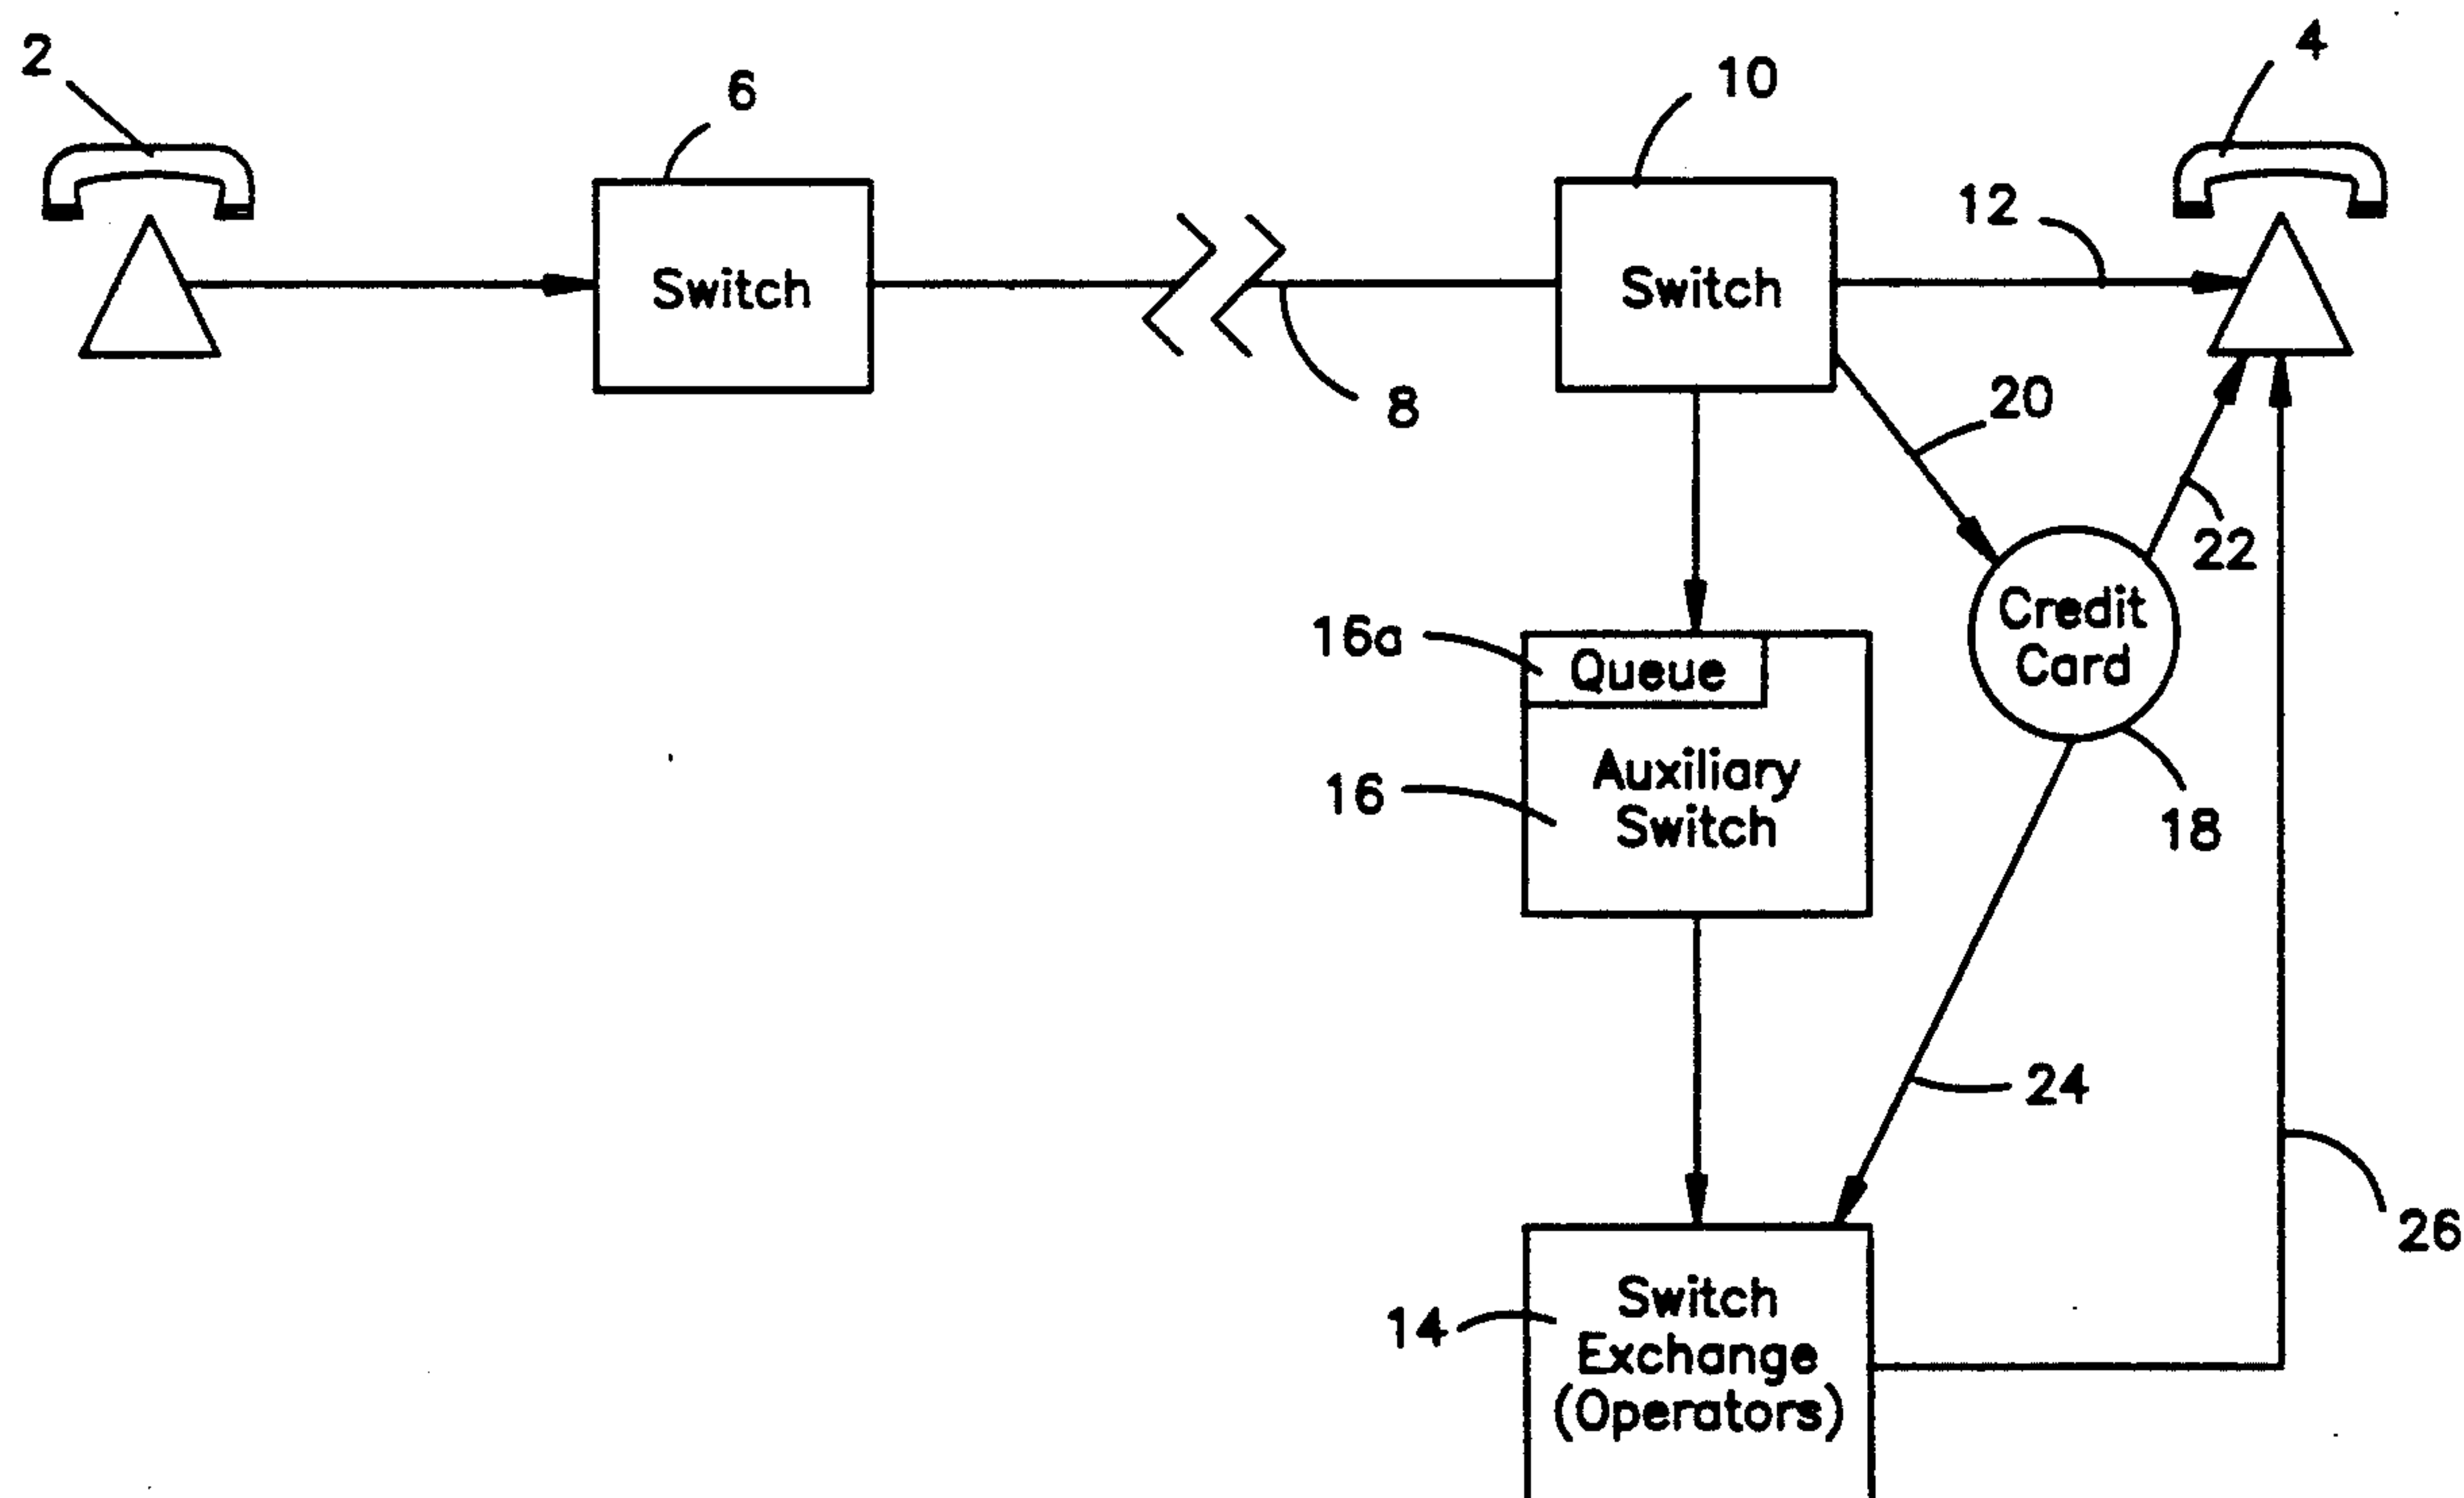 2
6
10
4
12
Switch
Switch
8
20
22
Credit
Card
16a
Queue
16
Auxiliary
Switch
18
24
26
14
Switch
Exchange
(Operators)